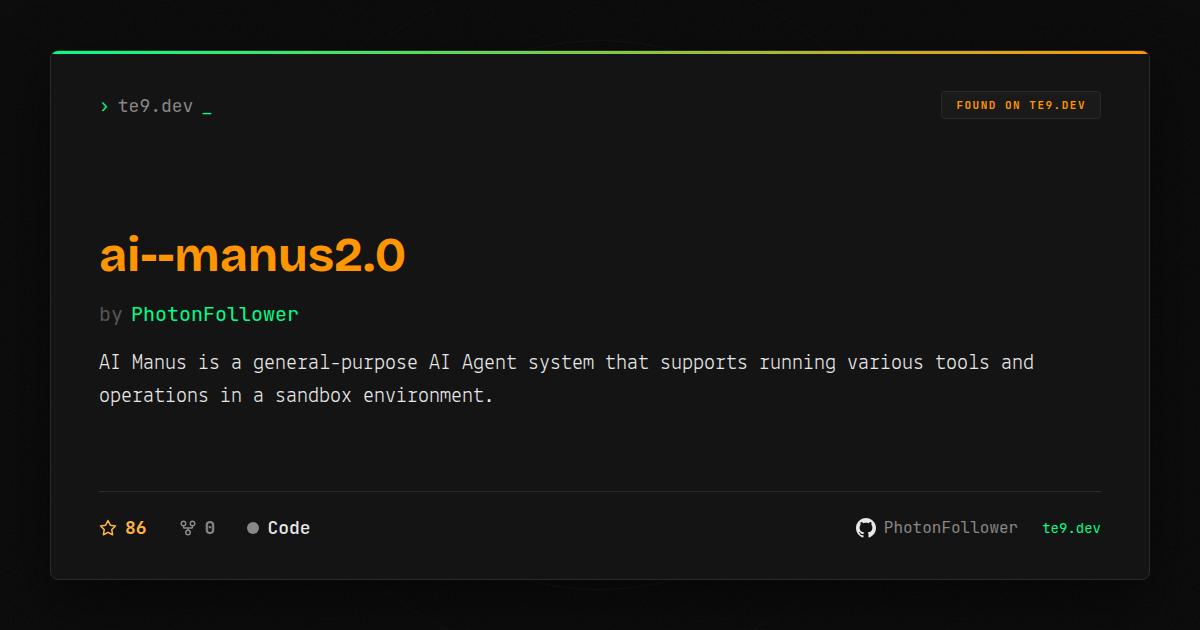 › te9.dev _
FOUND ON TE9.DEV
ai--manus2.0
by PhotonFollower
AI Manus is a general-purpose AI Agent system that supports running various tools and
operations in a sandbox environment.
86 0 Code PhotonFollower te9.dev